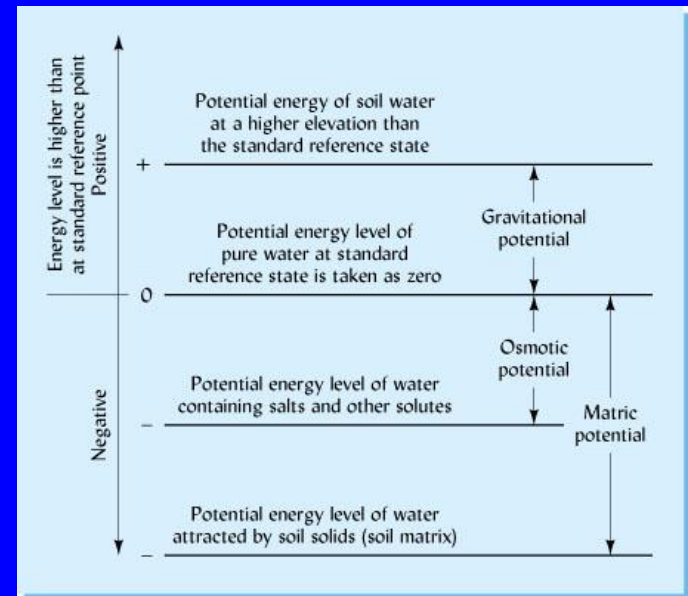 Energy level is higher than
at standard reference point
Positive
Negative
Potential energy of soil water
at a higher elevation than
the standard reference state
+
Gravitational
potential
Potential energy level of
pure water at standard
reference state is taken as zero
0
Osmotic
potential
Potential energy level of water
containing salts and other solutes
–
Matric
potential
Potential energy level of water
attracted by soil solids (soil matrix)
–